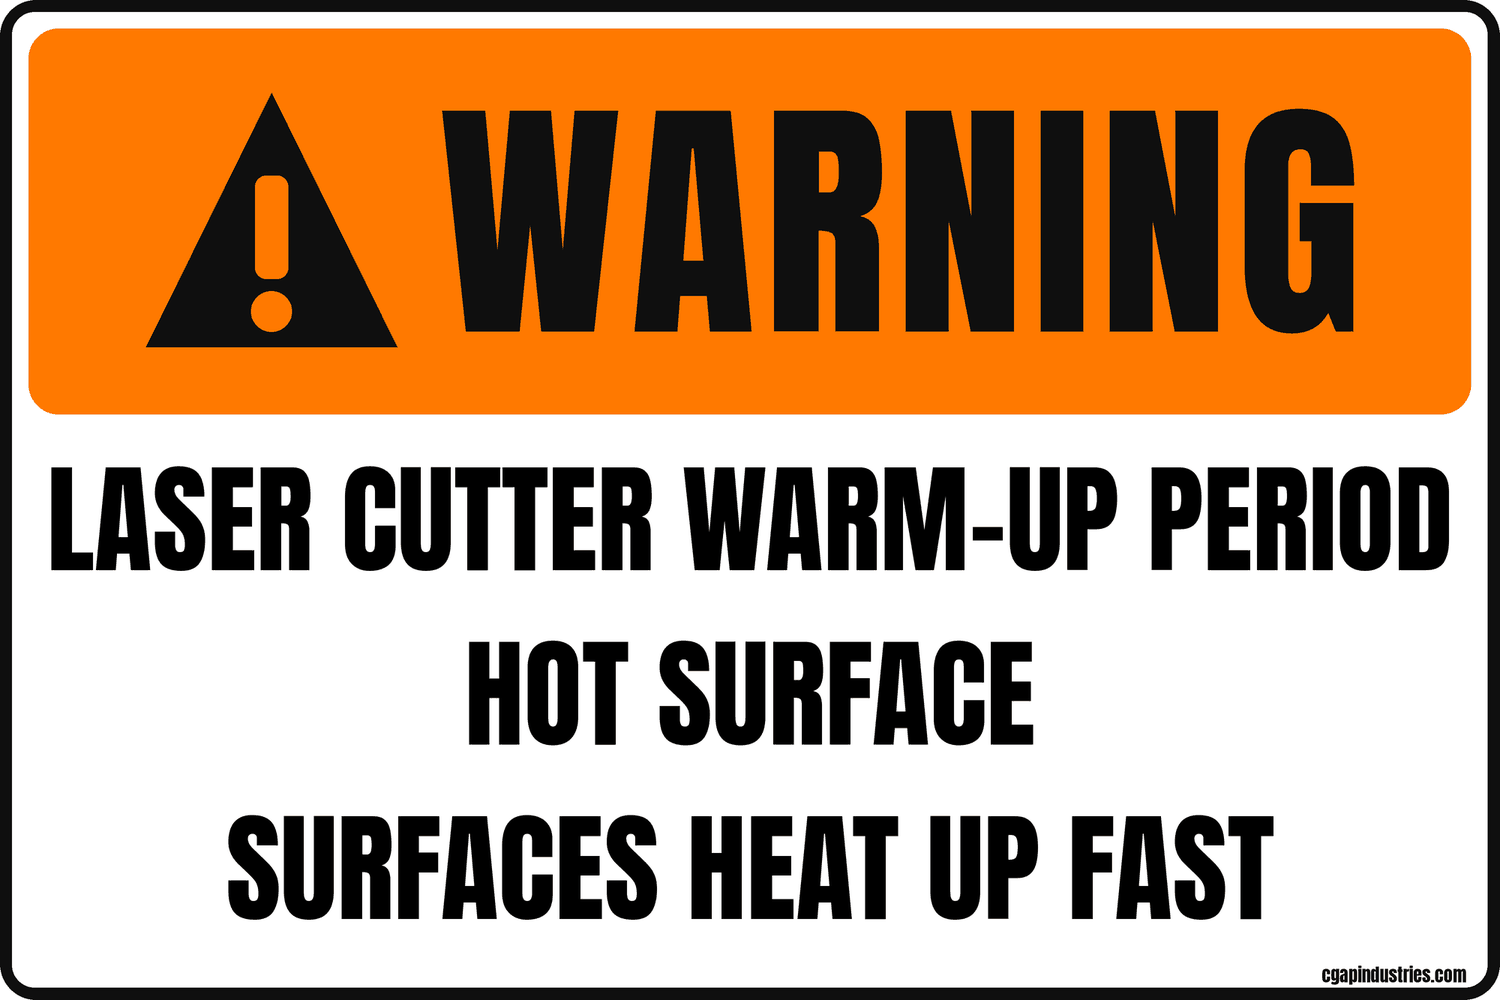 WARNING
LASER CUTTER WARM-UP PERIOD
HOT SURFACE
SURFACES HEAT UP FAST
cgapindustries.com